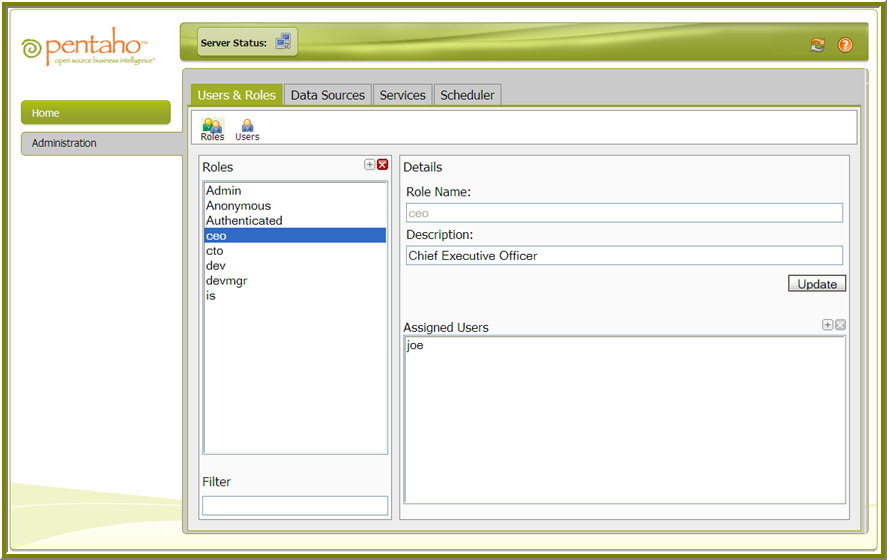 pentaho™
open source business intelligence™
Server Status:
Home
Administration
Users & Roles
Data Sources
Services
Scheduler
Roles
Users
Roles
Admin
Anonymous
Authenticated
ceo
cto
dev
devmgr
is
Filter
Details
Role Name:
ceo
Description:
Chief Executive Officer
Update
Assigned Users
joe